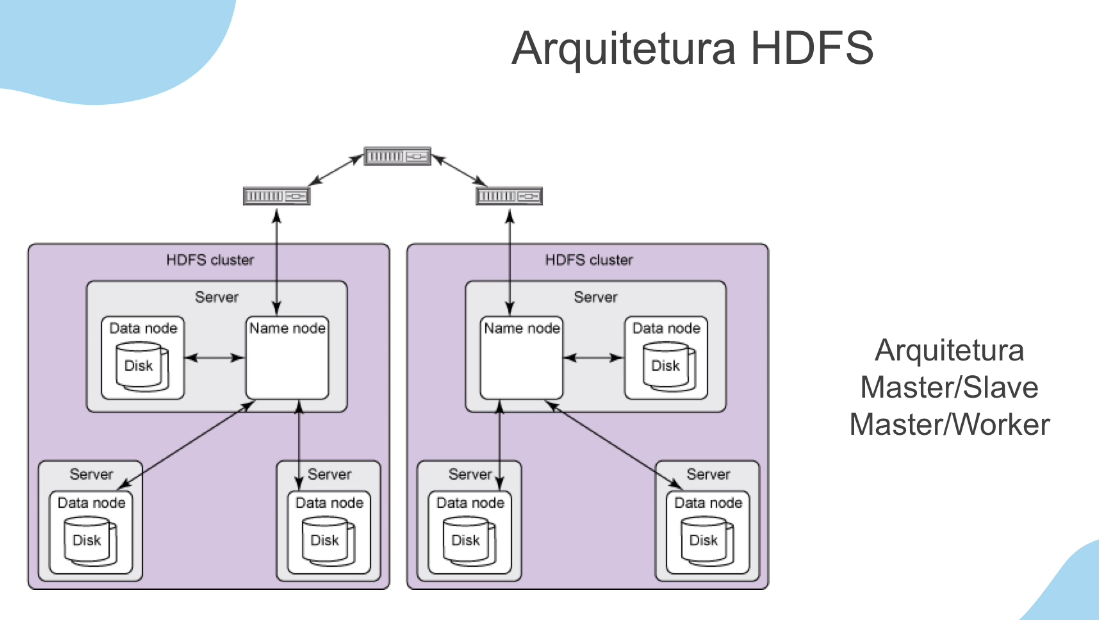 Arquitetura HDFS
HDFS cluster
Server
Data node
Disk
Name node
Server
Data node
Disk
Server
Data node
Disk
HDFS cluster
Server
Name node
Data node
Disk
Server
Data node
Disk
Server
Data node
Disk
Arquitetura
Master/Slave
Master/Worker